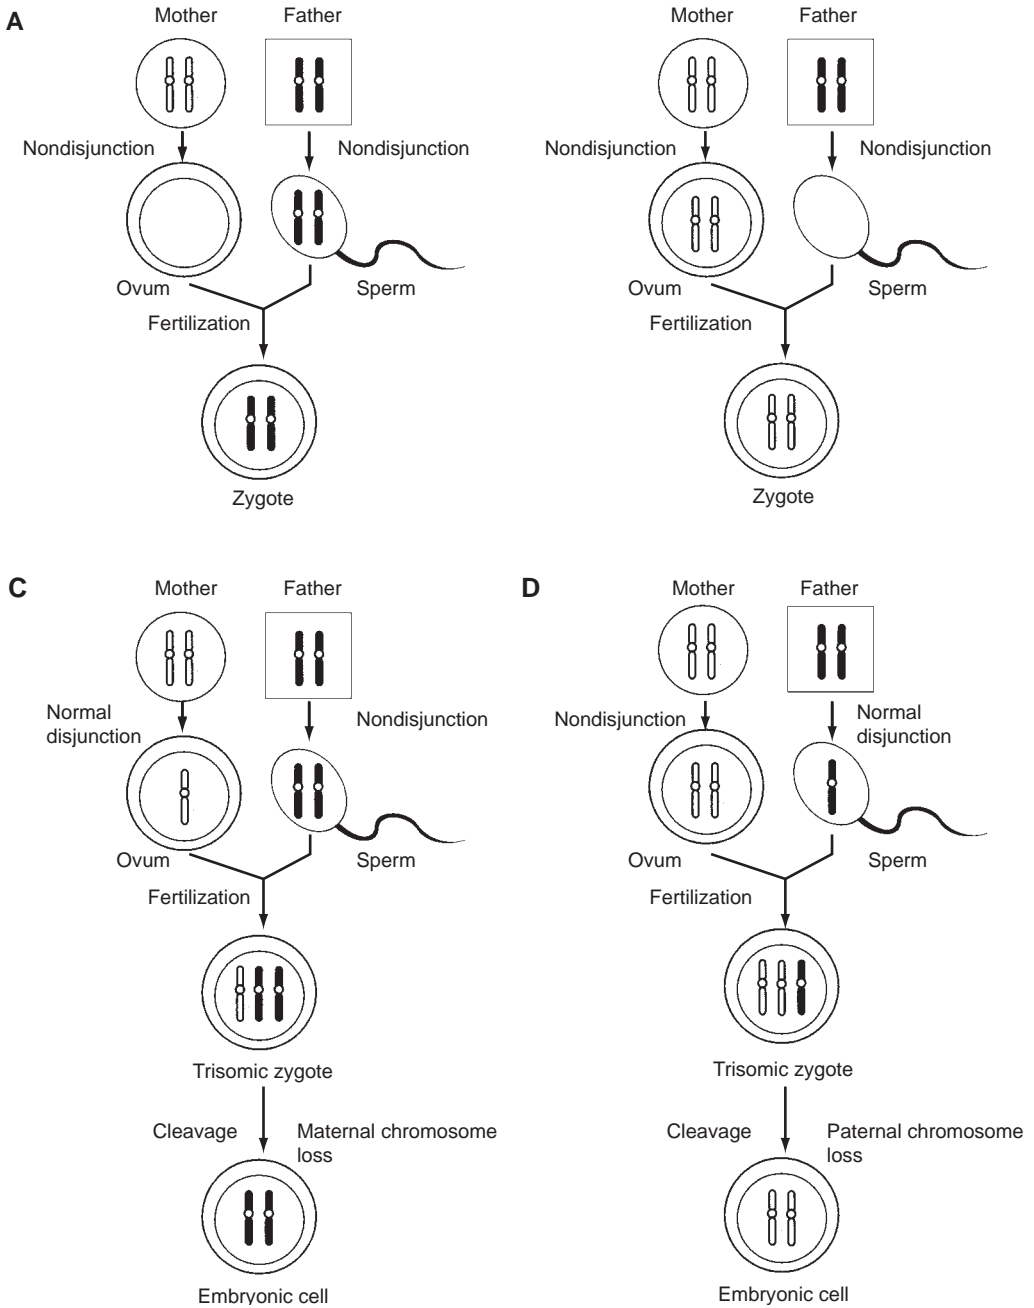 A
Mother
Father
Nondisjunction
Nondisjunction
Ovum
Sperm
Fertilization
Zygote
Mother
Father
Nondisjunction
Nondisjunction
Ovum
Sperm
Fertilization
Zygote
C
Mother
Father
Normal
disjunction
Nondisjunction
Ovum
Sperm
Fertilization
Trisomic zygote
Cleavage
Maternal chromosome
loss
Embryonic cell
D
Mother
Father
Nondisjunction
Normal
disjunction
Ovum
Sperm
Fertilization
Trisomic zygote
Cleavage
Paternal chromosome
loss
Embryonic cell